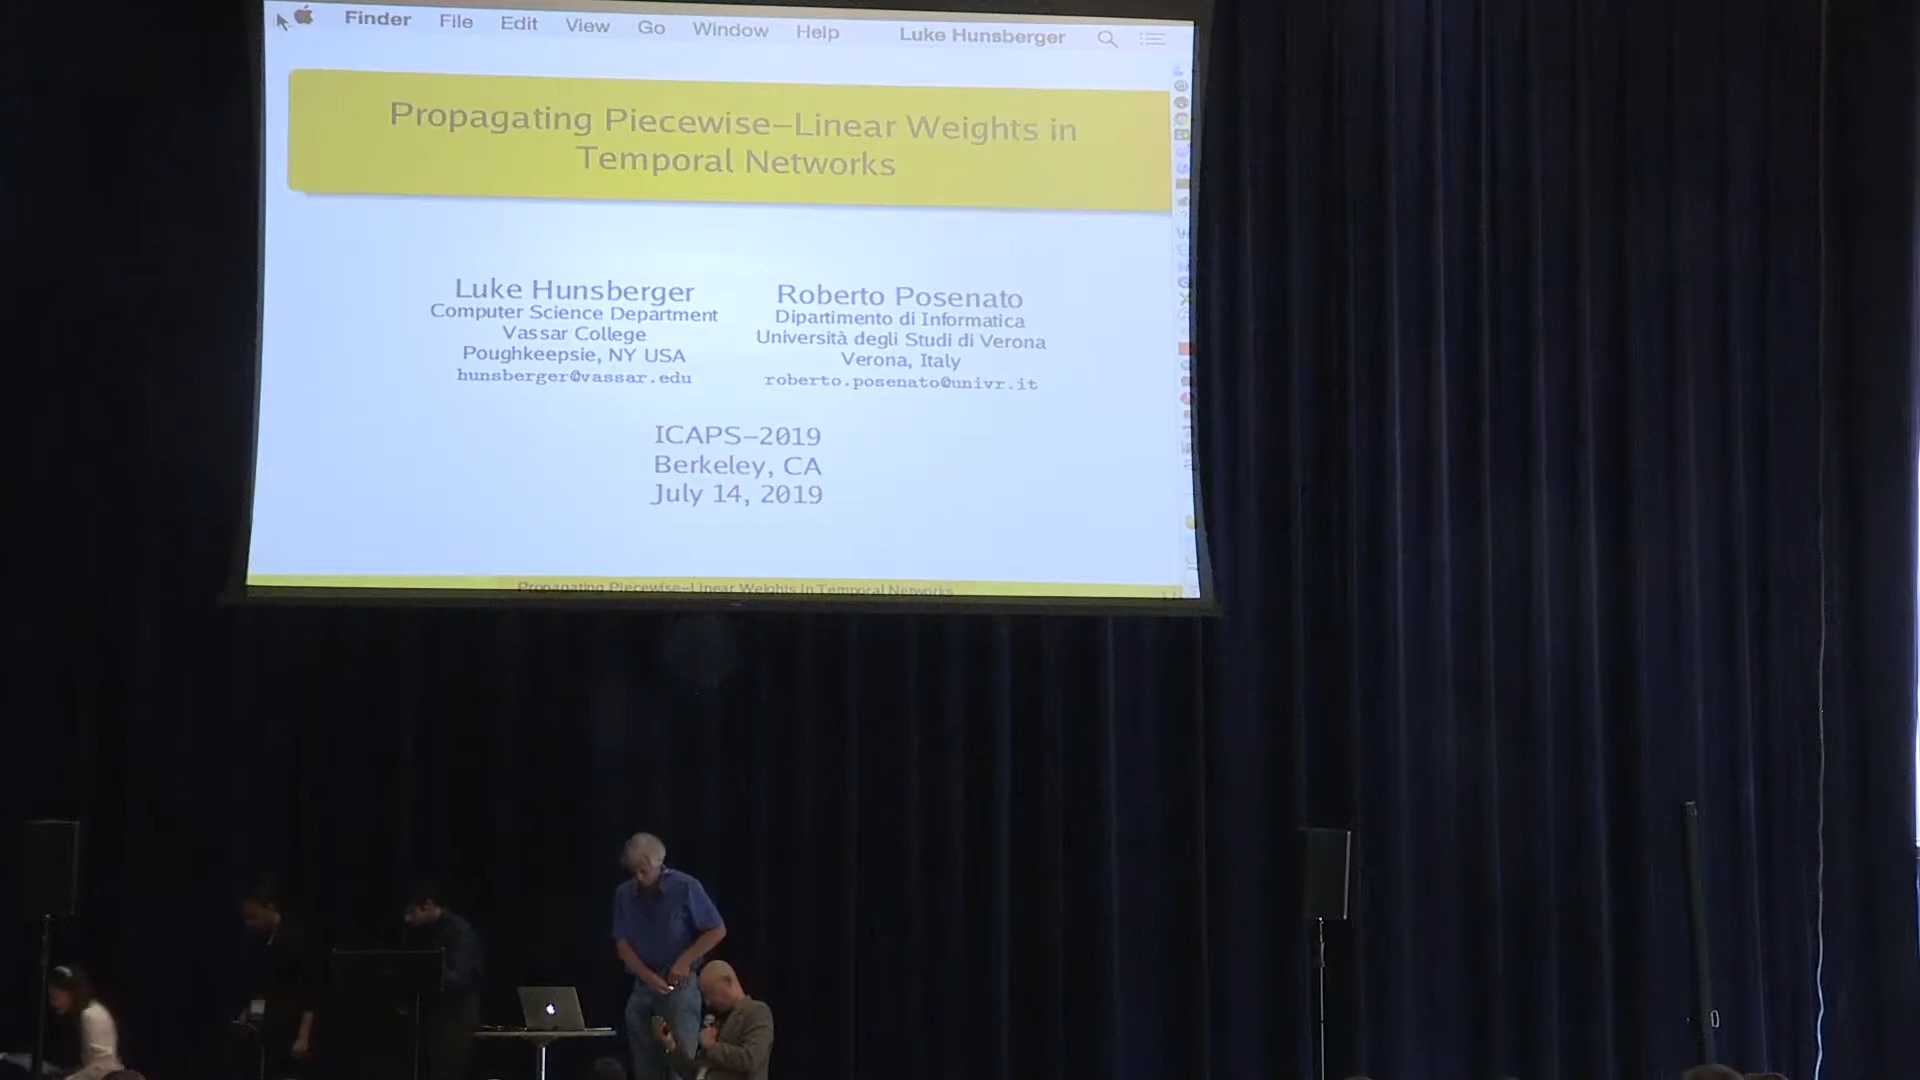 Finder File Edit View Go Window Help Luke Hunsberger
Propagating Piecewise–Linear Weights in
Temporal Networks
Luke Hunsberger
Computer Science Department
Vassar College
Poughkeepsie, NY USA
hunsberger@vassar.edu
Roberto Posenato
Dipartimento di Informatica
Università degli Studi di Verona
Verona, Italy
roberto.posenato@univr.it
ICAPS–2019
Berkeley, CA
July 14, 2019
Propagating Piecewise–Linear Weights in Temporal Networks